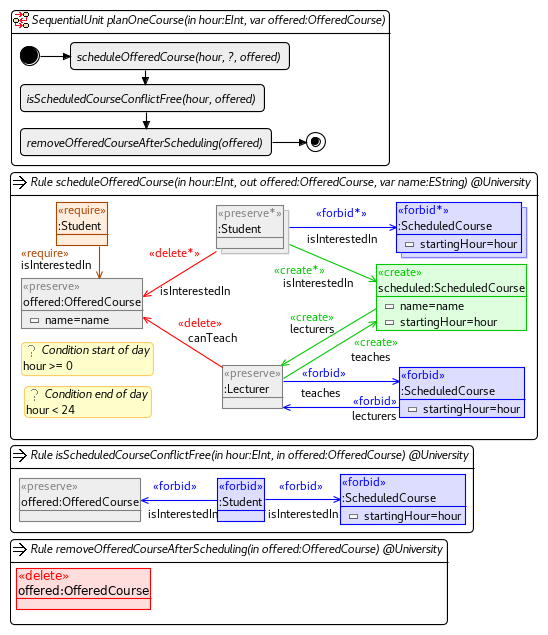 SequentialUnit planOneCourse(in hour:EInt, var offered:OfferedCourse)
scheduleOfferedCourse(hour, ?, offered)
isScheduledCourseConflictFree(hour, offered)
removeOfferedCourseAfterScheduling(offered)
Rule scheduleOfferedCourse(in hour:EInt, out offered:OfferedCourse, var name:EString) @University
«require»
:Student
«preserve*»
:Student
«forbid*»
isInterestedIn
«forbid*»
:ScheduledCourse
startingHour=hour
«require»
isInterestedIn
«delete*»
isInterestedIn
«create*»
isInterestedIn
«preserve»
offered:OfferedCourse
name=name
«create»
scheduled:ScheduledCourse
name=name
startingHour=hour
«delete»
canTeach
«create»
lecturers
«create»
teaches
? Condition start of day
hour >= 0
? Condition end of day
hour < 24
«preserve»
:Lecturer
«forbid»
teaches
«forbid»
lecturers
«forbid»
:ScheduledCourse
startingHour=hour
Rule isScheduledCourseConflictFree(in hour:EInt, in offered:OfferedCourse) @University
«preserve»
offered:OfferedCourse
«forbid»
isInterestedIn
«forbid»
:Student
«forbid»
isInterestedIn
«forbid»
:ScheduledCourse
startingHour=hour
Rule removeOfferedCourseAfterScheduling(in offered:OfferedCourse) @University
«delete»
offered:OfferedCourse